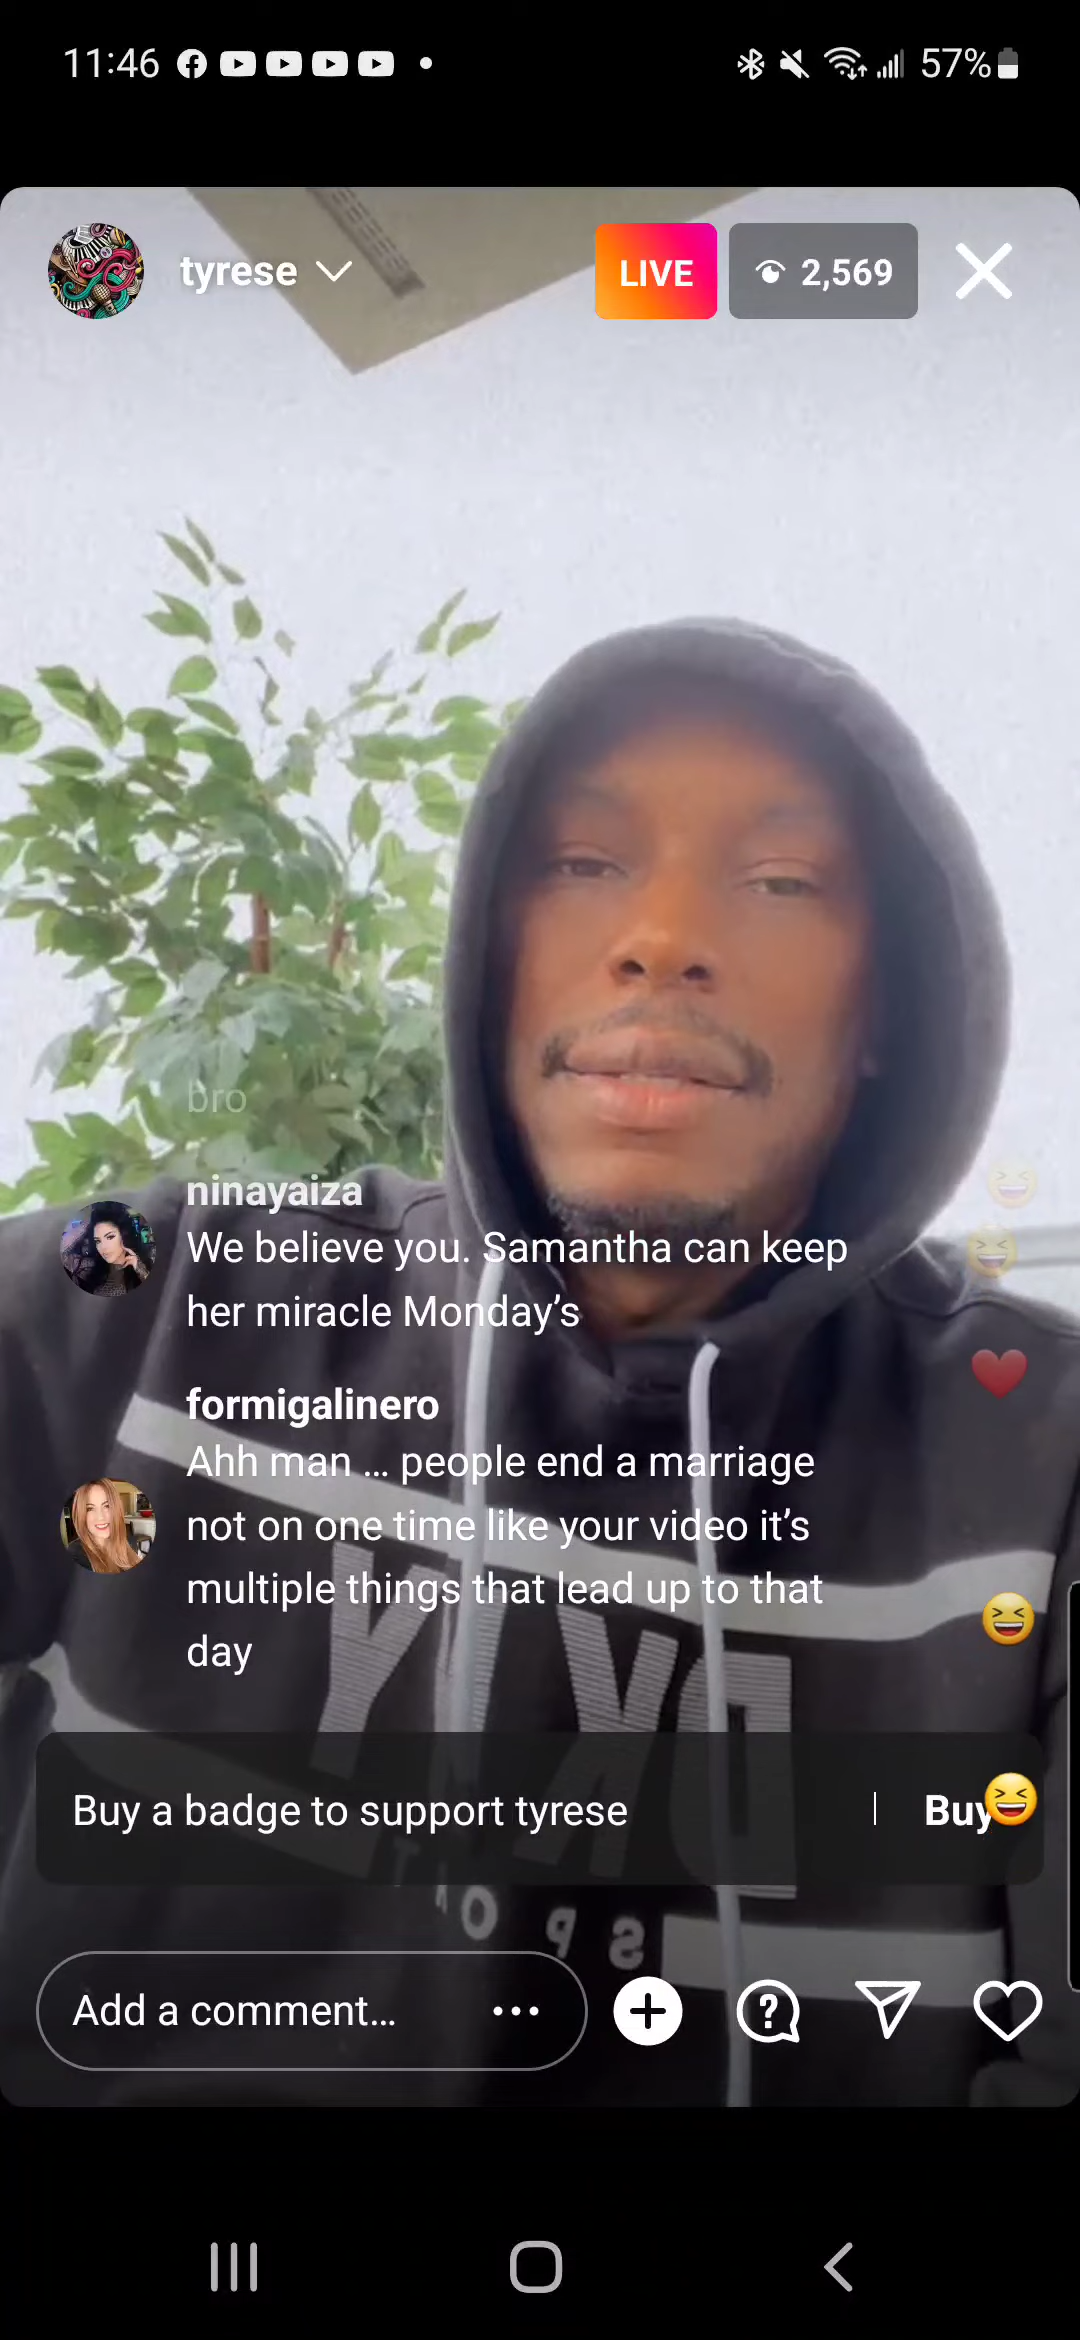 11:46
57%
tyrese
LIVE
2,569
bro
ninayaiza
We believe you. Samantha can keep
her miracle Monday’s
formigalinero
Ahh man ... people end a marriage
not on one time like your video it’s
multiple things that lead up to that
day
DKNY
Buy a badge to support tyrese
Buy
SPO
Add a comment...